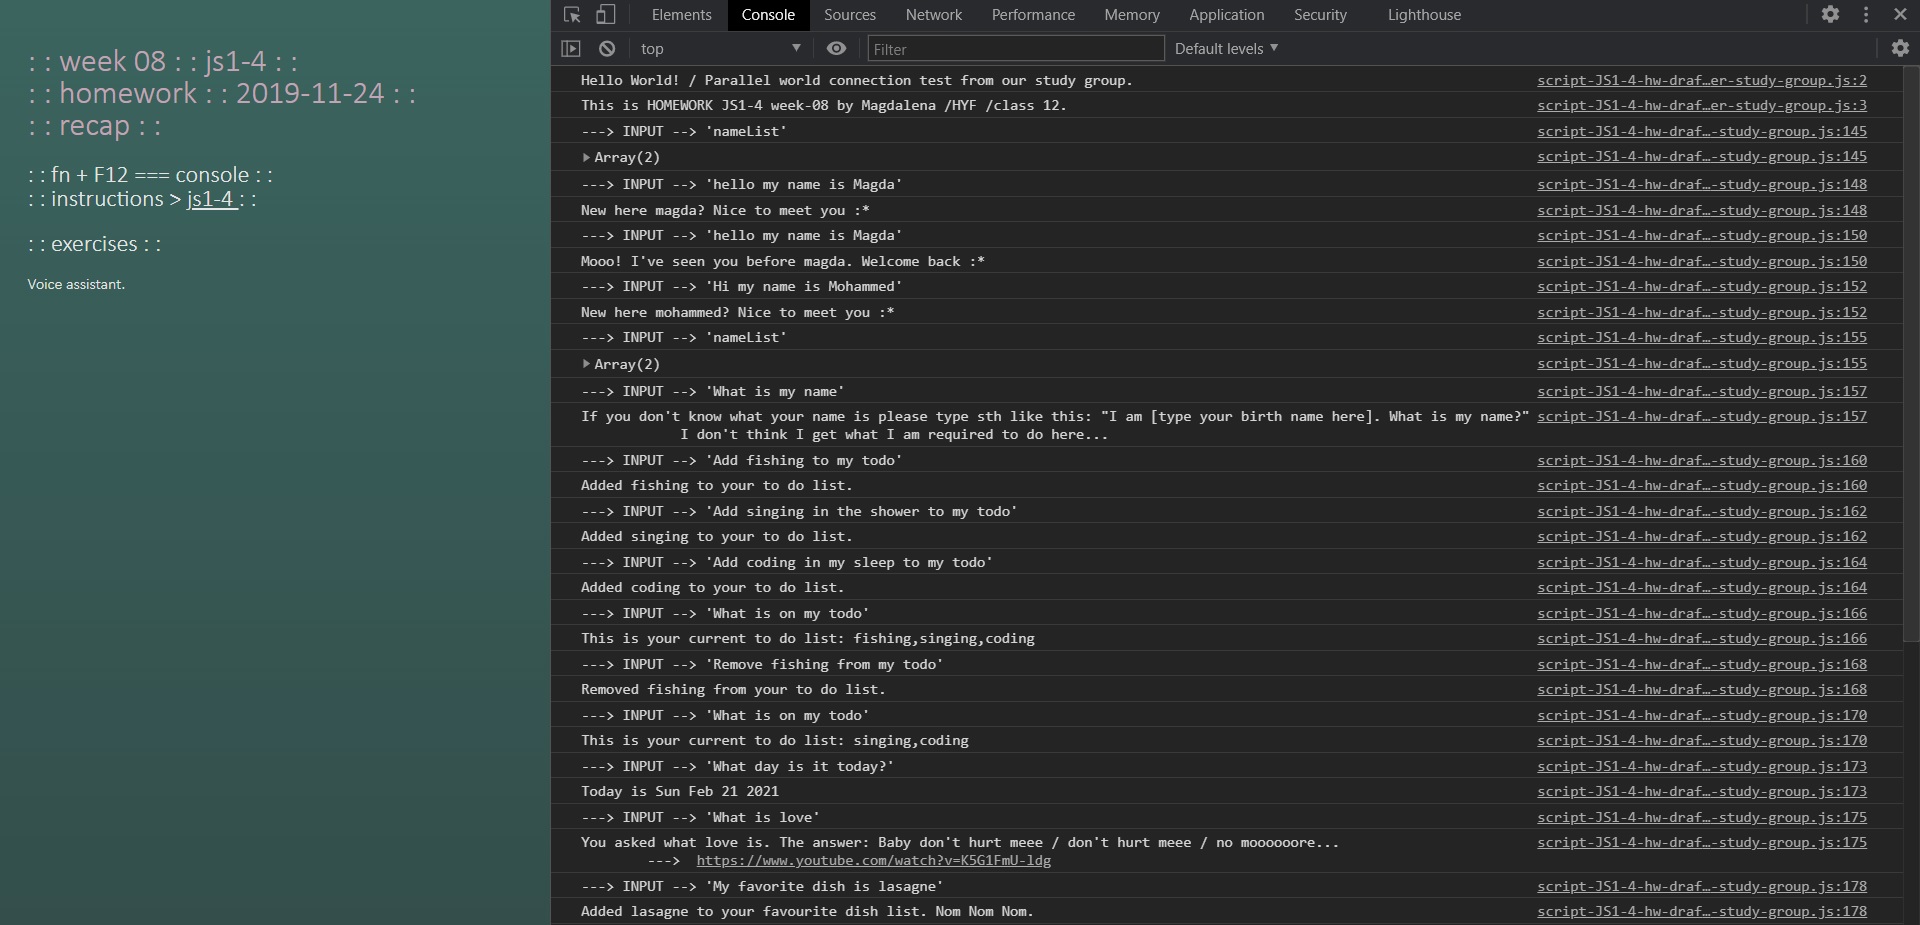 : : week 08 : : js1-4 : :
: : homework : : 2019-11-24 : :
: : recap : :
: : fn + F12 === console : :
: : instructions > js1-4 : :
: : exercises : :
Voice assistant.
Elements Console Sources Network Performance Memory Application Security Lighthouse
top Filter Default levels
Hello World! / Parallel world connection test from our study group. script-JS1-4-hw-draf…er-study-group.js:2
This is HOMEWORK JS1-4 week-08 by Magdalena /HYF /class 12. script-JS1-4-hw-draf…er-study-group.js:3
---> INPUT --> 'nameList' script-JS1-4-hw-draf…-study-group.js:145
Array(2) script-JS1-4-hw-draf…-study-group.js:145
---> INPUT --> 'hello my name is Magda' script-JS1-4-hw-draf…-study-group.js:148
New here magda? Nice to meet you :* script-JS1-4-hw-draf…-study-group.js:148
---> INPUT --> 'hello my name is Magda' script-JS1-4-hw-draf…-study-group.js:150
Mooo! I've seen you before magda. Welcome back :* script-JS1-4-hw-draf…-study-group.js:150
---> INPUT --> 'Hi my name is Mohammed' script-JS1-4-hw-draf…-study-group.js:152
New here mohammed? Nice to meet you :* script-JS1-4-hw-draf…-study-group.js:152
---> INPUT --> 'nameList' script-JS1-4-hw-draf…-study-group.js:155
Array(2) script-JS1-4-hw-draf…-study-group.js:155
---> INPUT --> 'What is my name' script-JS1-4-hw-draf…-study-group.js:157
If you don't know what your name is please type sth like this: "I am [type your birth name here]. What is my name?" script-JS1-4-hw-draf…-study-group.js:157
I don't think I get what I am required to do here...
---> INPUT --> 'Add fishing to my todo' script-JS1-4-hw-draf…-study-group.js:160
Added fishing to your to do list. script-JS1-4-hw-draf…-study-group.js:160
---> INPUT --> 'Add singing in the shower to my todo' script-JS1-4-hw-draf…-study-group.js:162
Added singing to your to do list. script-JS1-4-hw-draf…-study-group.js:162
---> INPUT --> 'Add coding in my sleep to my todo' script-JS1-4-hw-draf…-study-group.js:164
Added coding to your to do list. script-JS1-4-hw-draf…-study-group.js:164
---> INPUT --> 'What is on my todo' script-JS1-4-hw-draf…-study-group.js:166
This is your current to do list: fishing,singing,coding script-JS1-4-hw-draf…-study-group.js:166
---> INPUT --> 'Remove fishing from my todo' script-JS1-4-hw-draf…-study-group.js:168
Removed fishing from your to do list. script-JS1-4-hw-draf…-study-group.js:168
---> INPUT --> 'What is on my todo' script-JS1-4-hw-draf…-study-group.js:170
This is your current to do list: singing,coding script-JS1-4-hw-draf…-study-group.js:170
---> INPUT --> 'What day is it today?' script-JS1-4-hw-draf…-study-group.js:173
Today is Sun Feb 21 2021 script-JS1-4-hw-draf…-study-group.js:173
---> INPUT --> 'What is love' script-JS1-4-hw-draf…-study-group.js:175
You asked what love is. The answer: Baby don't hurt meee / don't hurt meee / no moooooore... script-JS1-4-hw-draf…-study-group.js:175
---> https://www.youtube.com/watch?v=K5G1FmU-ldg
---> INPUT --> 'My favorite dish is lasagne' script-JS1-4-hw-draf…-study-group.js:178
Added lasagne to your favourite dish list. Nom Nom Nom. script-JS1-4-hw-draf…-study-group.js:178